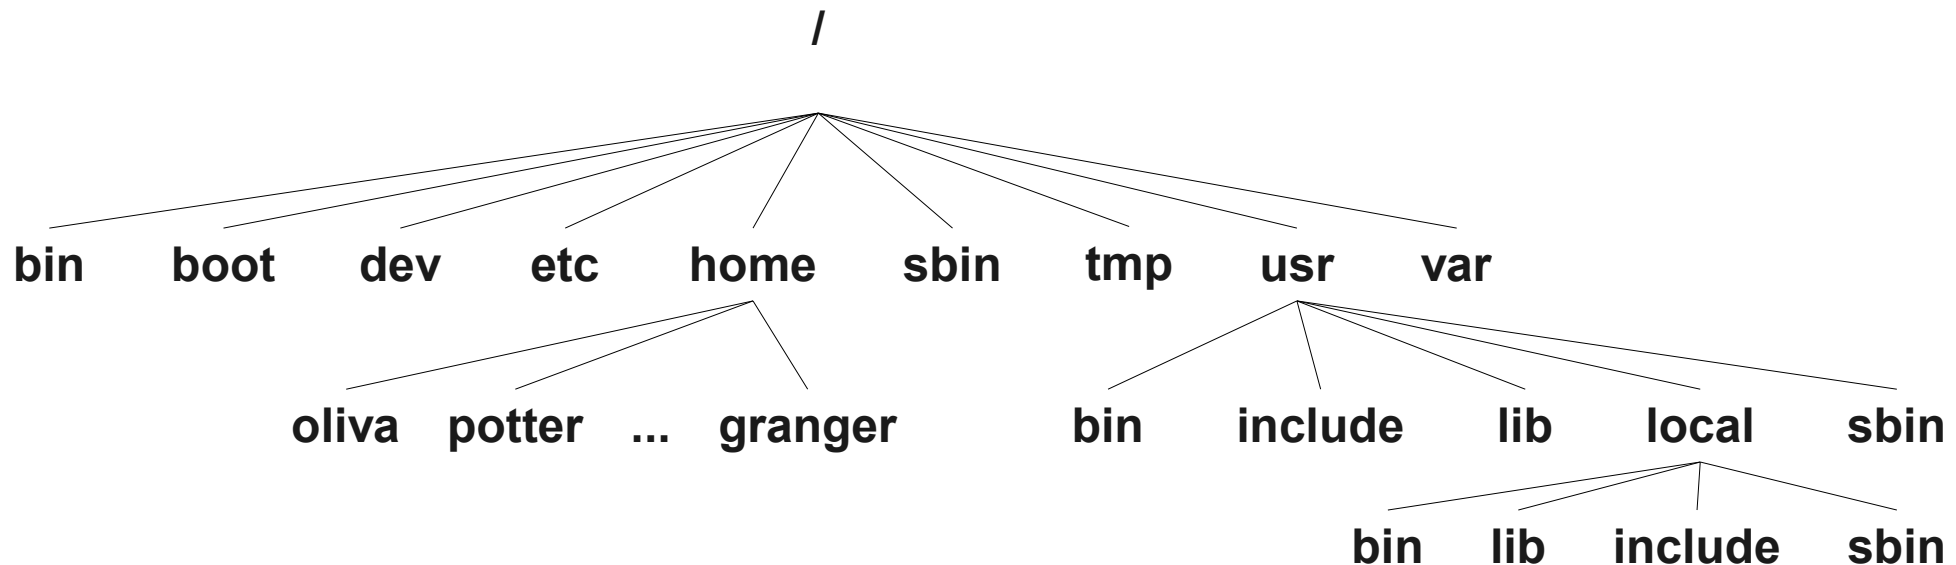 /
bin boot dev etc home sbin tmp usr var
oliva potter ... granger bin include lib local sbin
bin lib include sbin